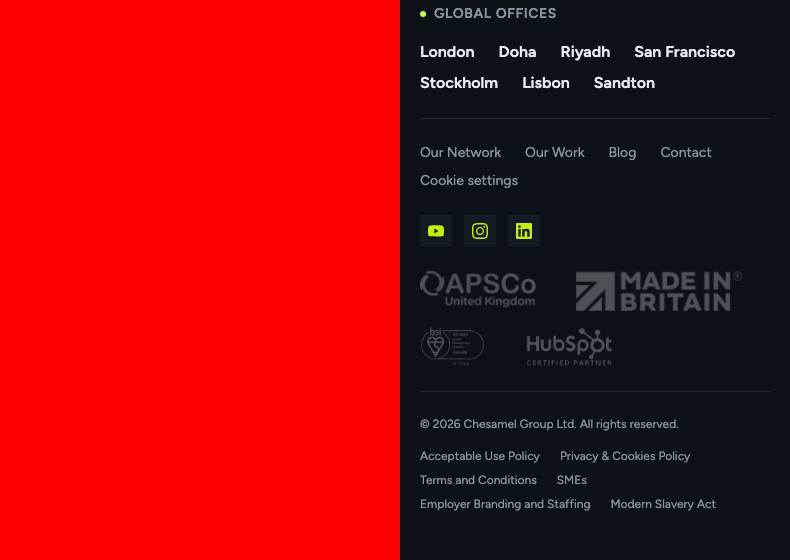 GLOBAL OFFICES
London Doha Riyadh San Francisco
Stockholm Lisbon Sandton
Our Network Our Work Blog Contact
Cookie settings
in
APSCo
United Kingdom
MADE IN
BRITAIN®
bsi
HubSpot
CERTIFIED PARTNER
© 2026 Chesamel Group Ltd. All rights reserved.
Acceptable Use Policy Privacy & Cookies Policy
Terms and Conditions SMEs
Employer Branding and Staffing Modern Slavery Act